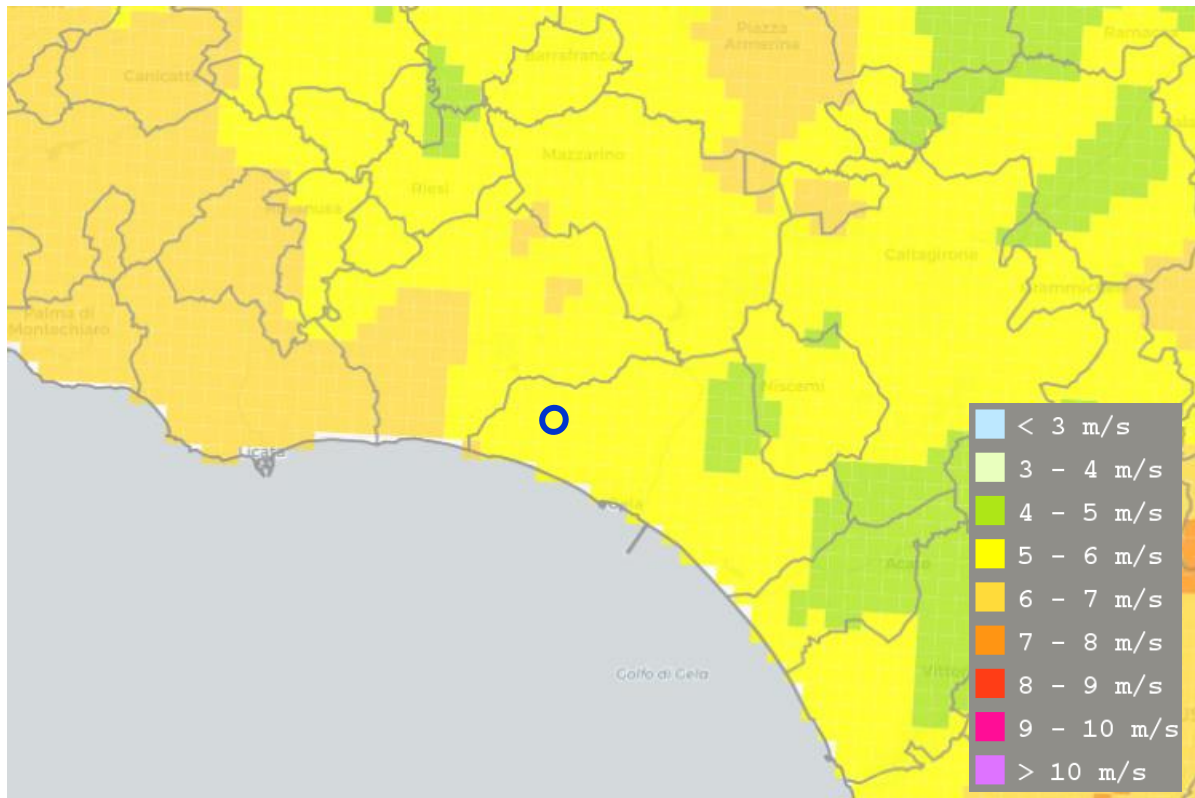 Piazza
Armerina
Canicattì
Barrafranca
Mazzarino
Riesi
Ravanusa
Caltagirone
Palma di
Montechiaro
Niscemi
Licata
Gela
Acate
Golfo di Gela
< 3 m/s
3 - 4 m/s
4 - 5 m/s
5 - 6 m/s
6 - 7 m/s
7 - 8 m/s
8 - 9 m/s
9 - 10 m/s
> 10 m/s